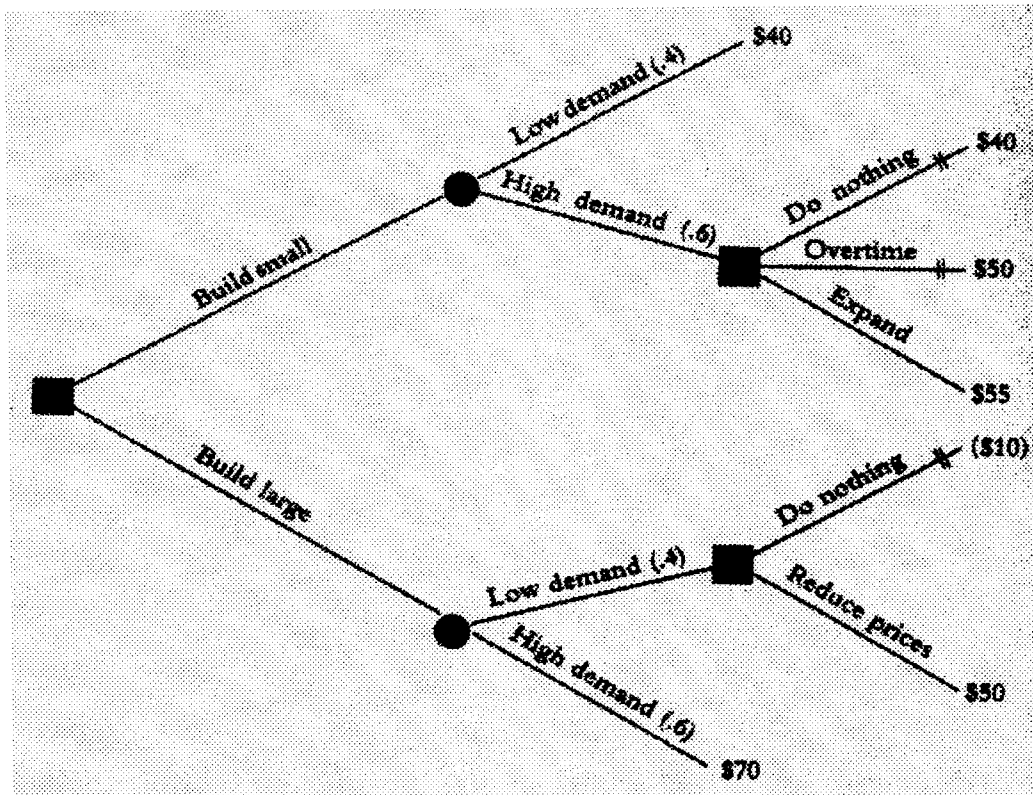 $40
Low demand (.4)
High demand (.6)
Do nothing
$40
Overtime
$50
Expand
$55
Build small
Build large
Do nothing
($10)
Low demand (.4)
Reduce prices
$50
High demand (.6)
$70